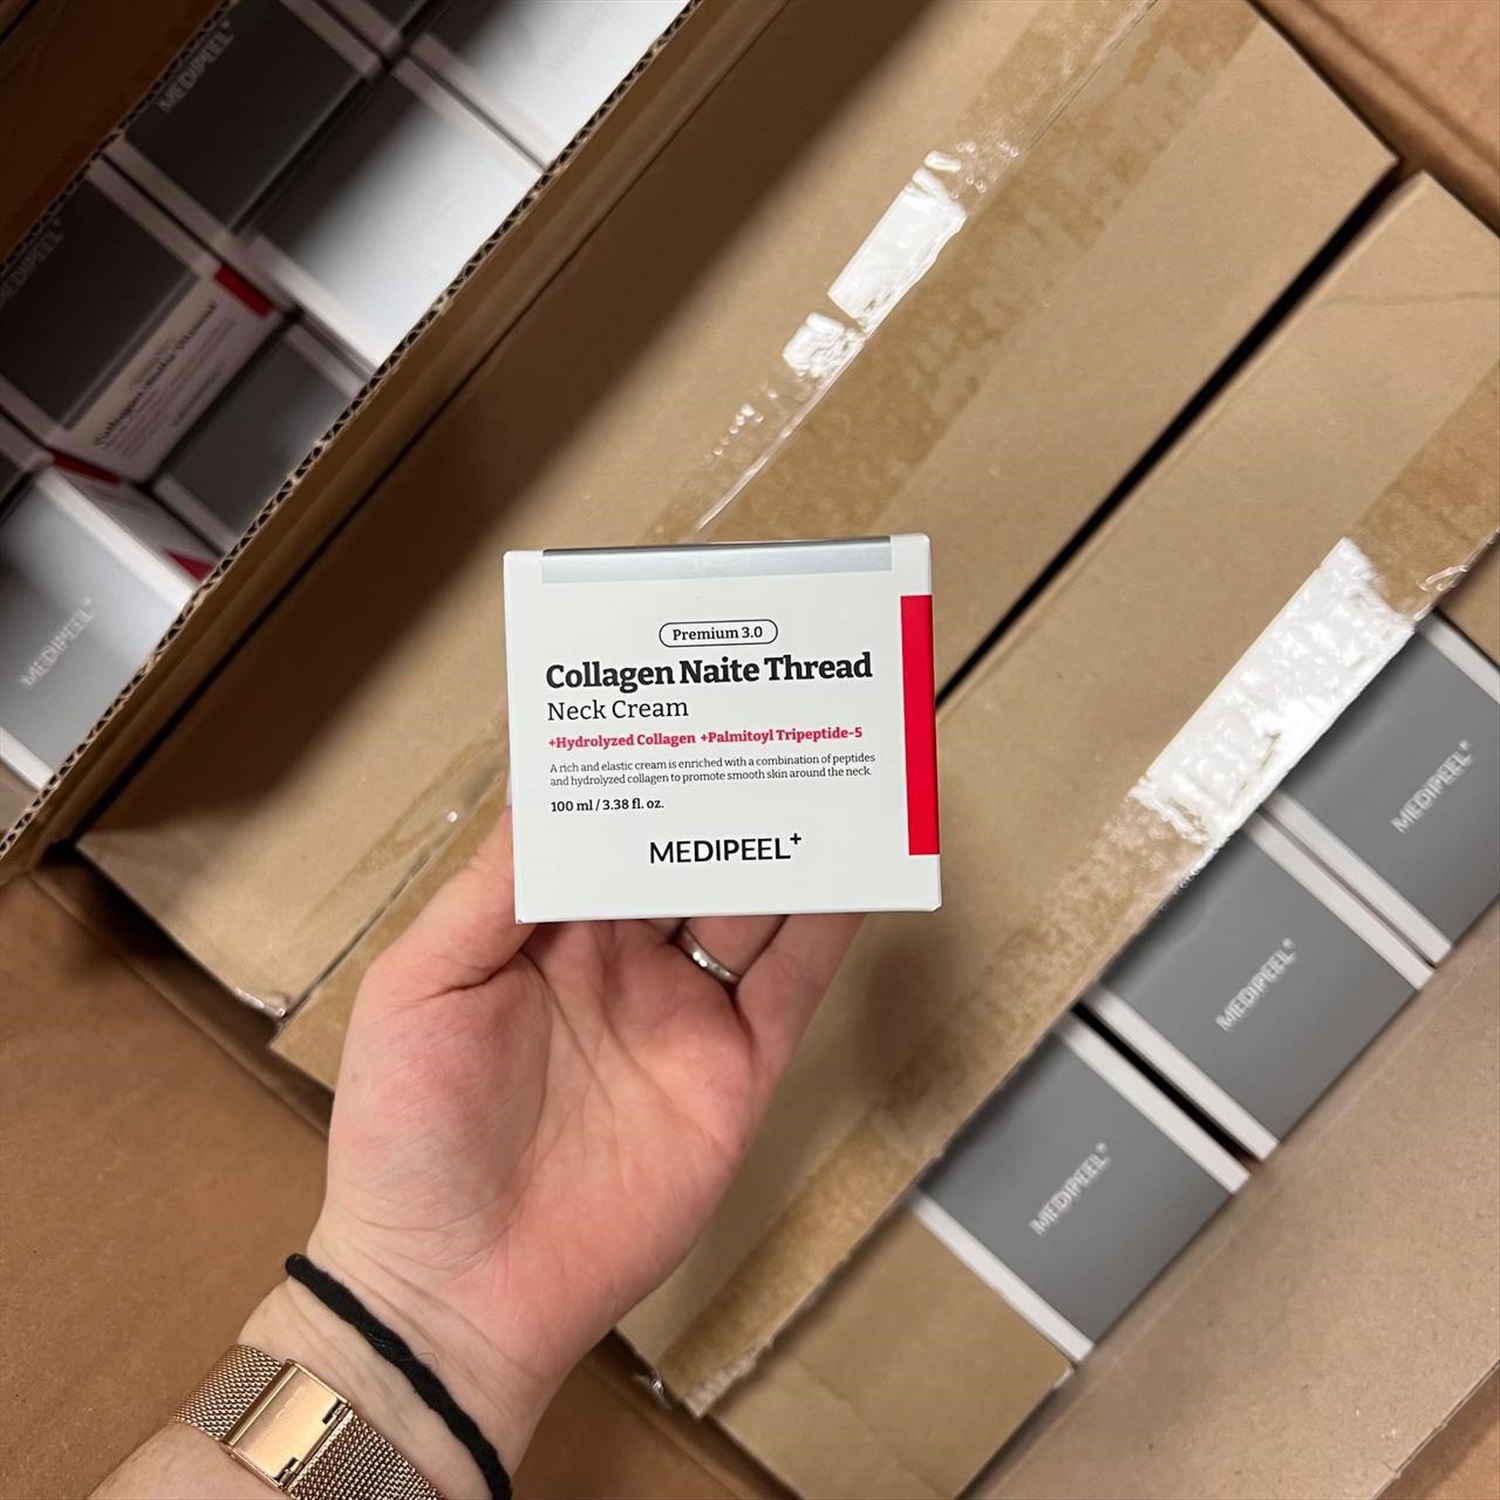 Premium 3.0
Collagen Naite Thread
Neck Cream
+Hydrolyzed Collagen +Palmitoyl Tripeptide-5
A rich and elastic cream is enriched with a combination of peptides
and hydrolyzed collagen to promote smooth skin around the neck.
100 ml / 3.38 fl. oz.
MEDIPEEL+
MEDIPEEL+
MEDIPEEL+
MEDIPEEL+
MEDIPEEL+
MEDIPEEL+